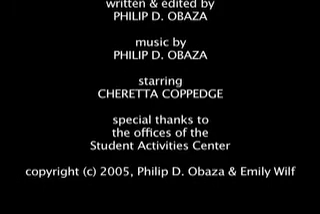 written & edited by
PHILIP D. OBAZA
music by
PHILIP D. OBAZA
starring
CHERETTA COPPEDGE
special thanks to
the offices of the
Student Activities Center
copyright (c) 2005, Philip D. Obaza & Emily Wilf